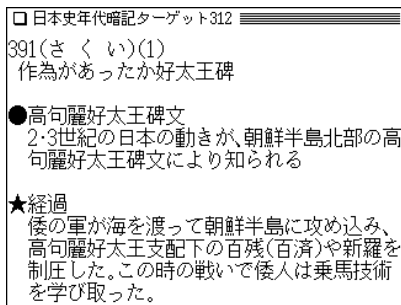 日本史年代暗記ターゲット312
391(さ く い)(1)
作為があったか好太王碑
●高句麗好太王碑文
2・3世紀の日本の動きが、朝鮮半島北部の高
句麗好太王碑文により知られる
★経過
倭の軍が海を渡って朝鮮半島に攻め込み、
高句麗好太王支配下の百残(百済)や新羅を
制圧した。この時の戦いで倭人は乗馬技術
を学び取った。